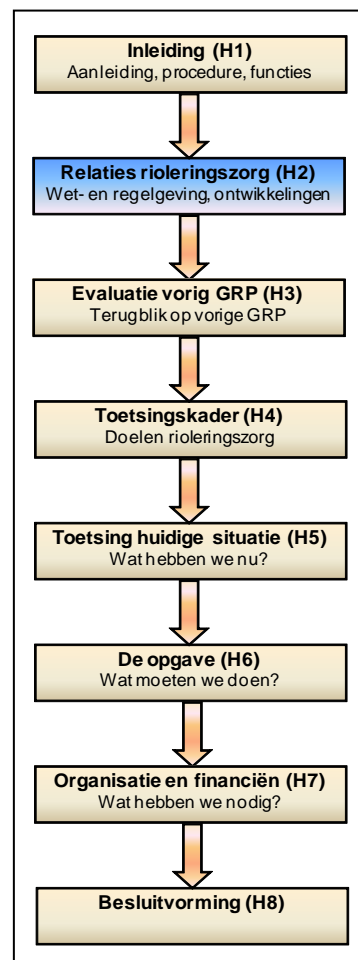 Inleiding (H1)
Aanleiding, procedure, functies
Relaties rioleringszorg (H2)
Wet- en regelgeving, ontwikkelingen
Evaluatie vorig GRP (H3)
Terugblik op vorige GRP
Toetsingskader (H4)
Doelen rioleringszorg
Toetsing huidige situatie (H5)
Wat hebben we nu?
De opgave (H6)
Wat moeten we doen?
Organisatie en financiën (H7)
Wat hebben we nodig?
Besluitvorming (H8)